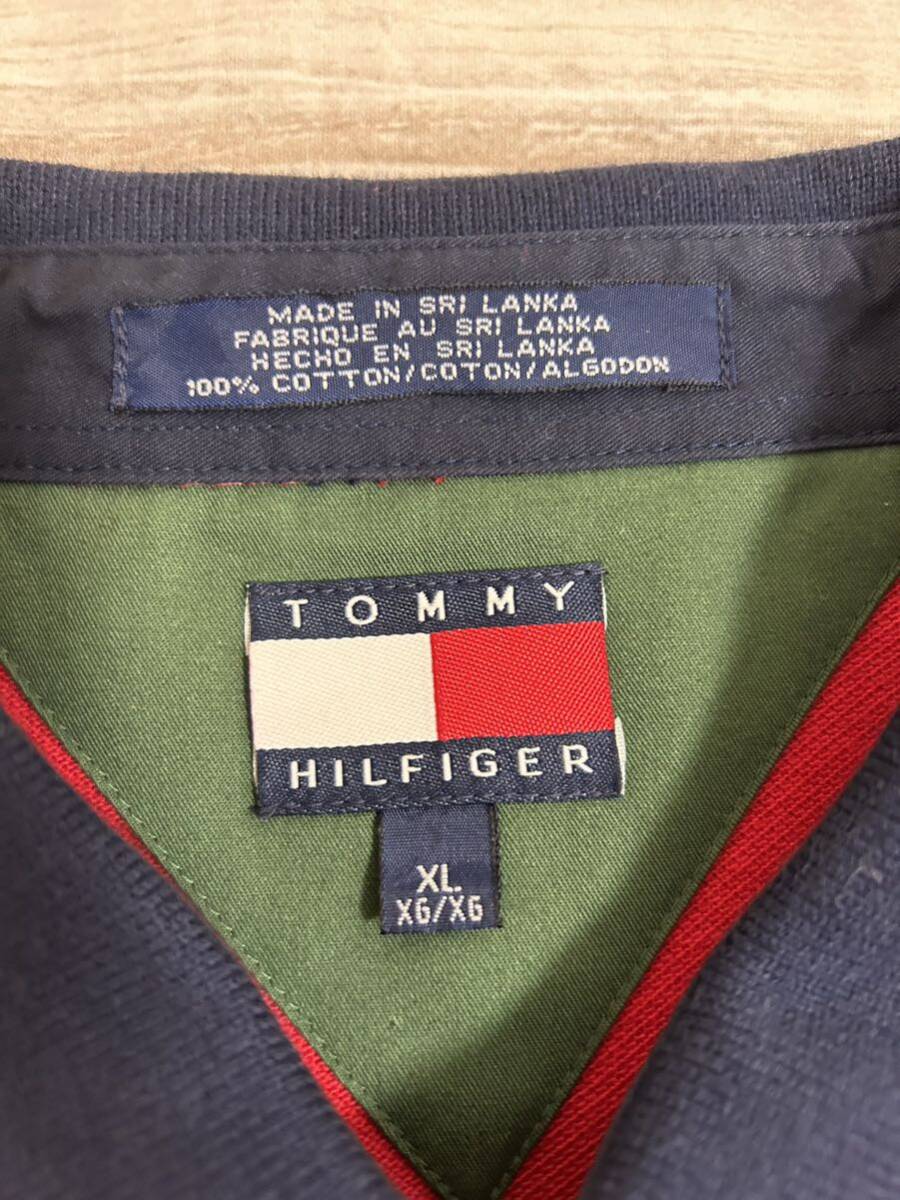 MADE IN SRI LANKA
FABRIQUE AU SRI LANKA
HECHO EN SRI LANKA
100% COTTON/COTON/ALGODON
TOMMY
HILFIGER
XL
XG/XG